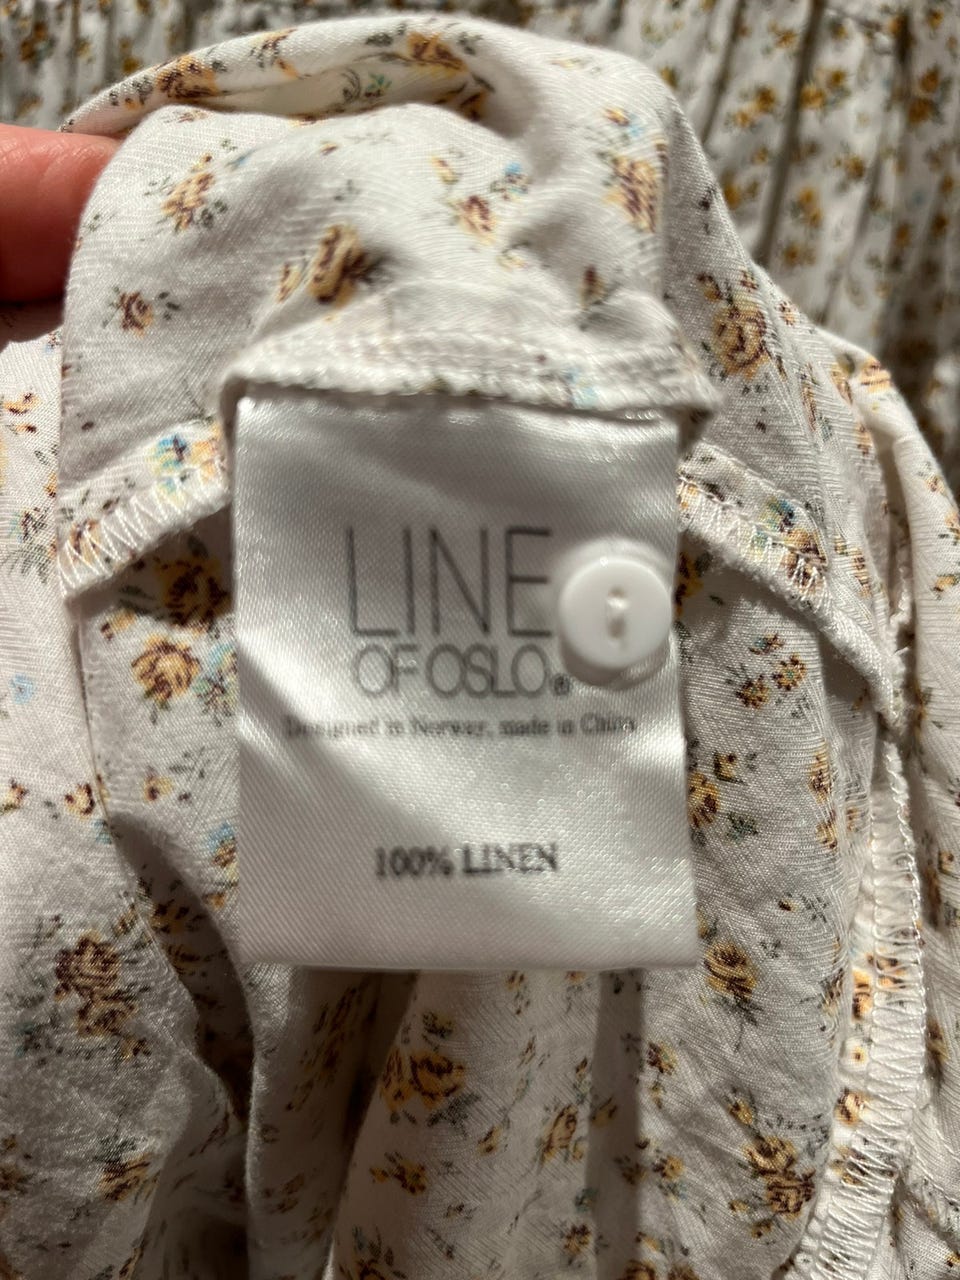 LINE
OF OSLO®
Designed in Norway, made in China
100% LINEN